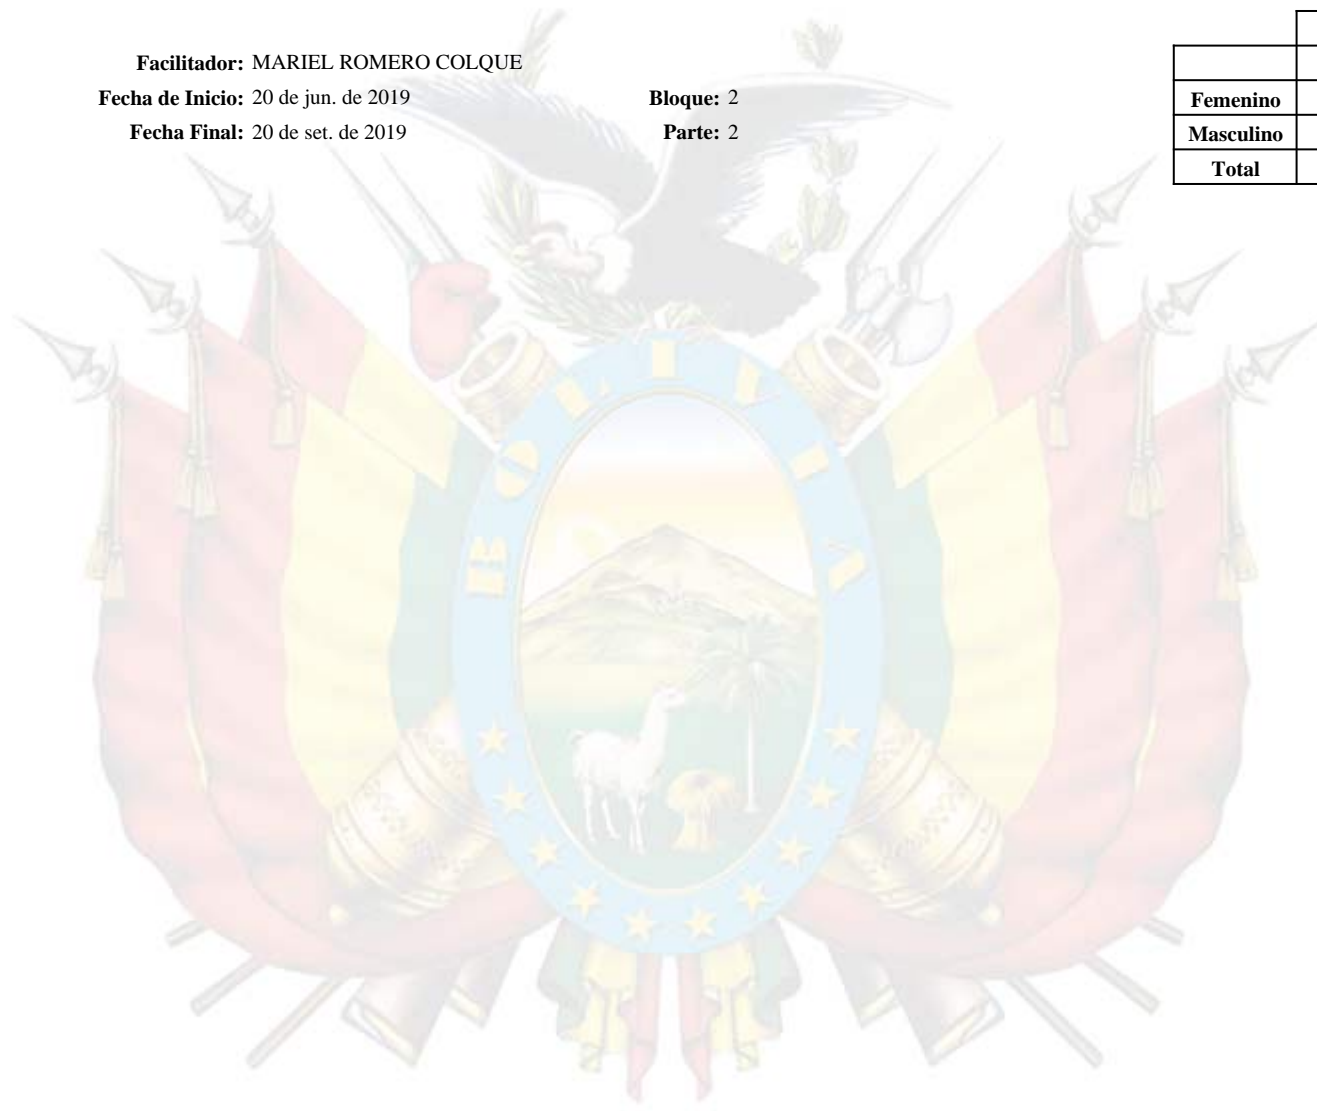 Facilitador: MARIEL ROMERO COLQUE
Fecha de Inicio: 20 de jun. de 2019 Bloque: 2
Fecha Final: 20 de set. de 2019 Parte: 2
Femenino
Masculino
Total
BOLIVIA